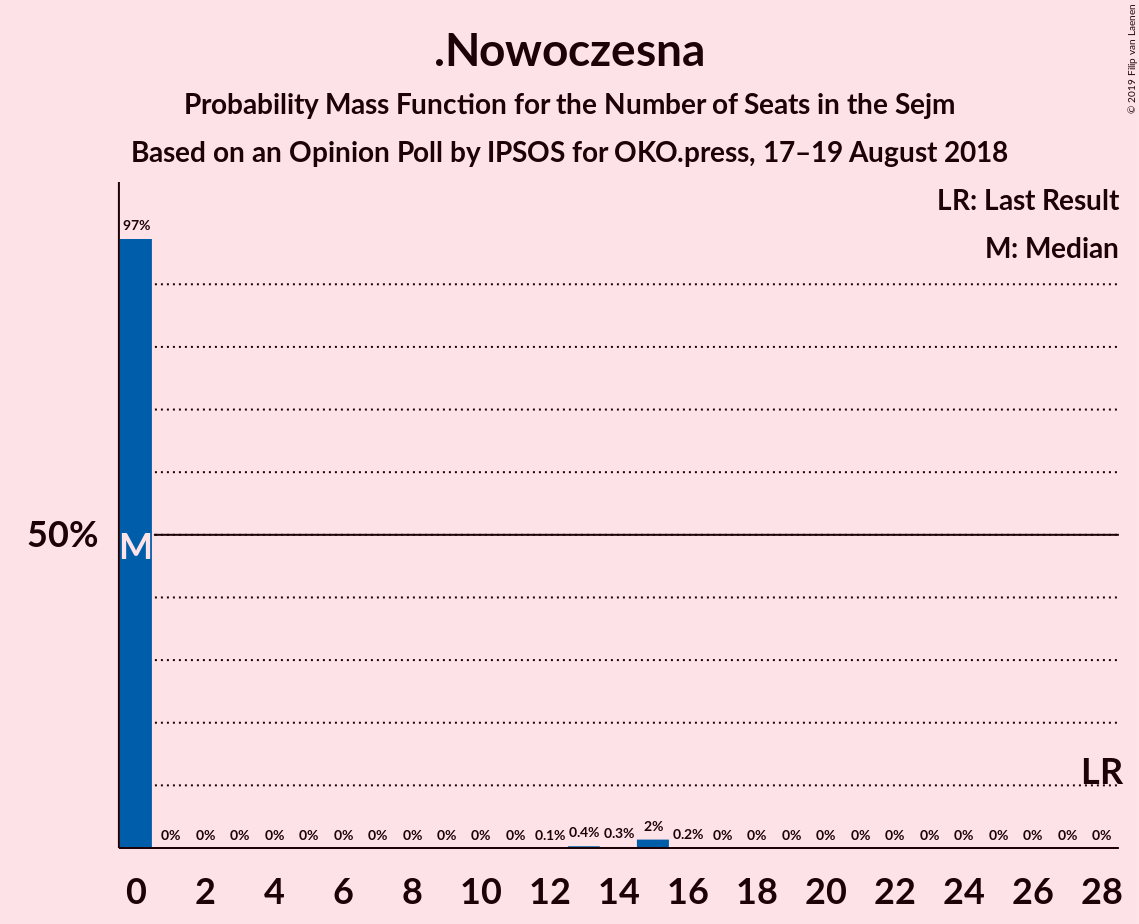 .Nowoczesna
Probability Mass Function for the Number of Seats in the Sejm
Based on an Opinion Poll by IPSOS for OKO.press, 17–19 August 2018
© 2019 Filip van Laenen
LR: Last Result
M: Median
97%
50%
M
LR
0% 0% 0% 0% 0% 0% 0% 0% 0% 0% 0% 0.1% 0.4% 0.3% 2% 0.2% 0% 0% 0% 0% 0% 0% 0% 0% 0% 0% 0% 0%
0 2 4 6 8 10 12 14 16 18 20 22 24 26 28